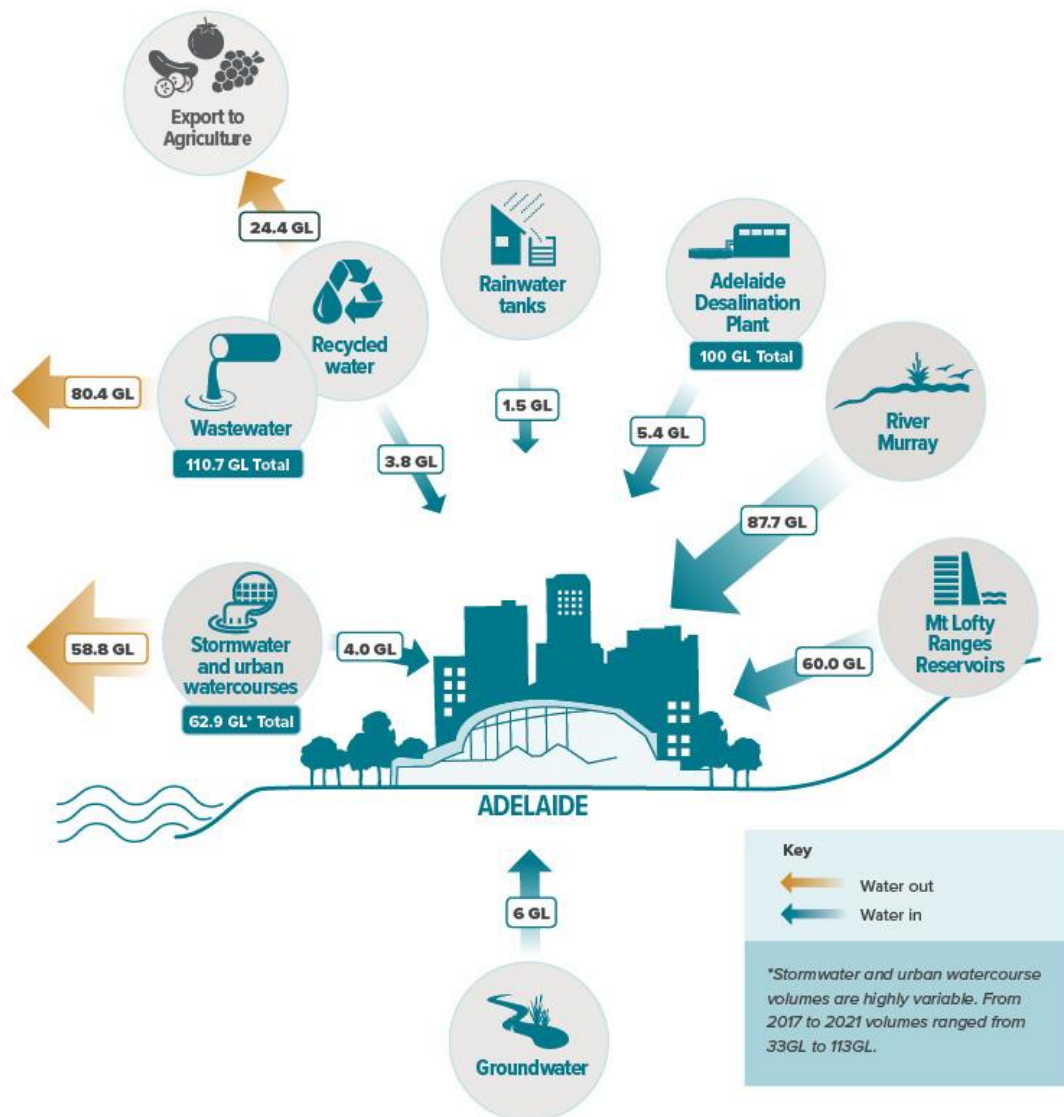 Export to
Agriculture
24.4 GL
Rainwater
tanks
Adelaide
Desalination
Plant
100 GL Total
Recycled
water
River
Murray
80.4 GL
Wastewater
110.7 GL Total
3.8 GL
1.5 GL
5.4 GL
87.7 GL
58.8 GL
Stormwater
and urban
watercourses
62.9 GL* Total
4.0 GL
Mt Lofty
Ranges
Reservoirs
60.0 GL
ADELAIDE
6 GL
Groundwater
Key
Water out
Water in
*Stormwater and urban watercourse
volumes are highly variable. From
2017 to 2021 volumes ranged from
33GL to 113GL.